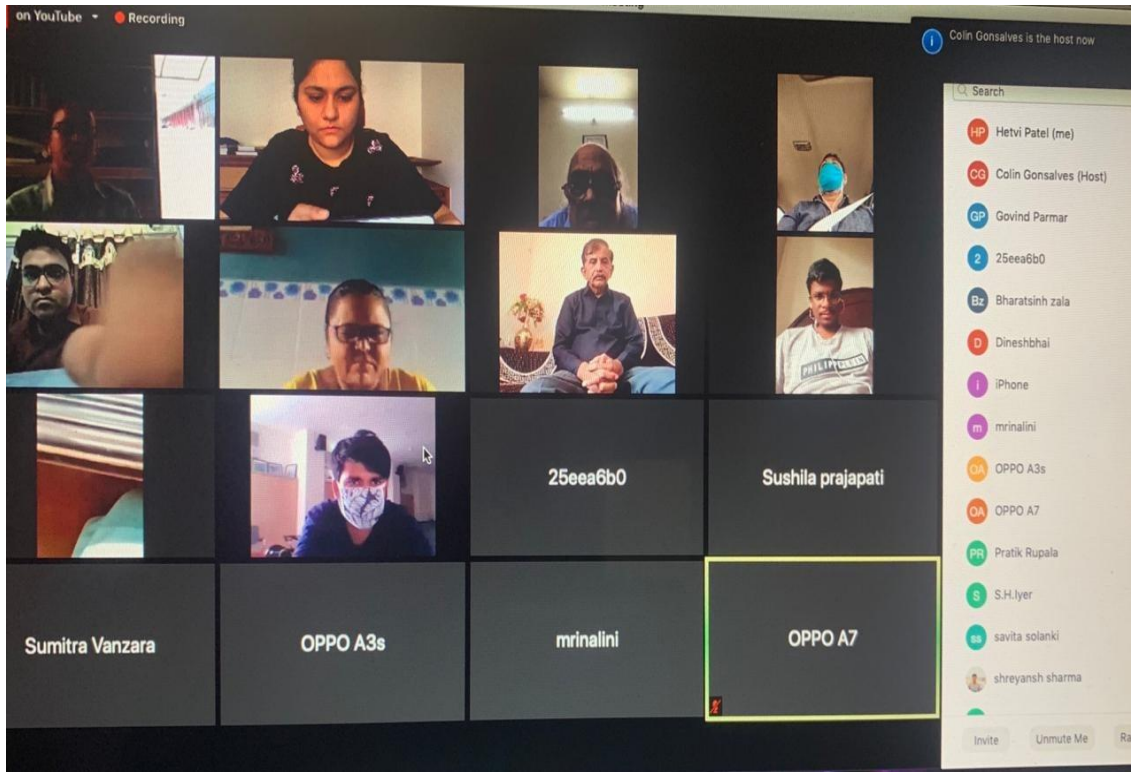 on YouTube
Recording
Colin Gonsalves is the host now
Search
HP Hetvi Patel (me)
CG Colin Gonsalves (Host)
GP Govind Parmar
2 25eea6b0
Bz Bharatsinh zala
D Dineshbhai
i iPhone
m mrinalini
OA OPPO A3s
OA OPPO A7
PR Pratik Rupala
S S.H.Iyer
ss savita solanki
shreyansh sharma
Invite Unmute Me Ra
25eea6b0 Sushila prajapati
Sumitra Vanzara OPPO A3s mrinalini OPPO A7